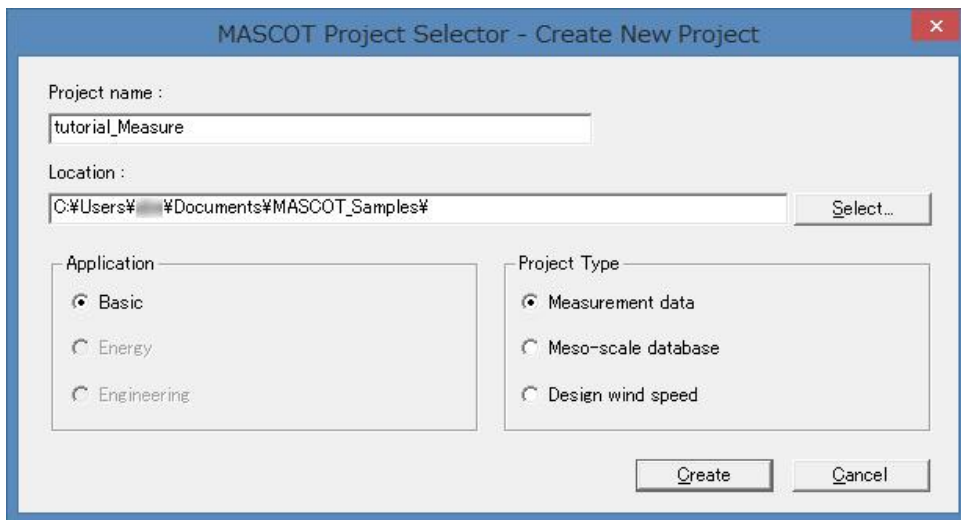 MASCOT Project Selector - Create New Project
Project name :
tutorial_Measure
Location :
C:¥Users¥ ¥Documents¥MASCOT_Samples¥
Select...
Application
Basic
Energy
Engineering
Project Type
Measurement data
Meso-scale database
Design wind speed
Create
Cancel